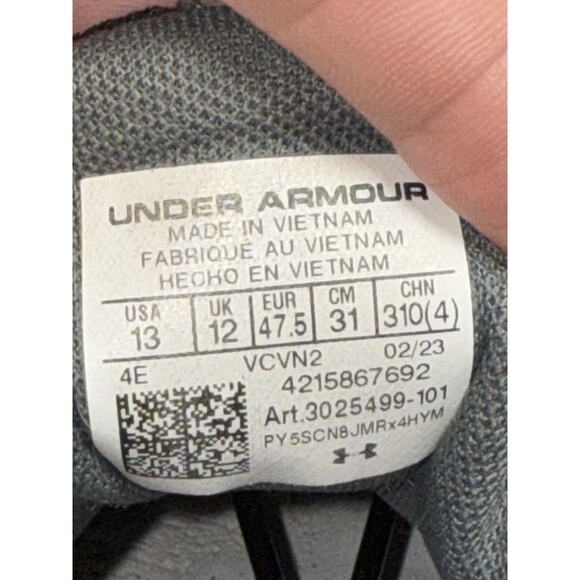 UNDER ARMOUR
MADE IN VIETNAM
FABRIQUÉ AU VIETNAM
HECHO EN VIETNAM
USA UK EUR CM CHN
13 12 47.5 31 310(4)
4E VCVN2 02/23
4215867692
Art.3025499-101
PY5SCN8JMRx4HYM